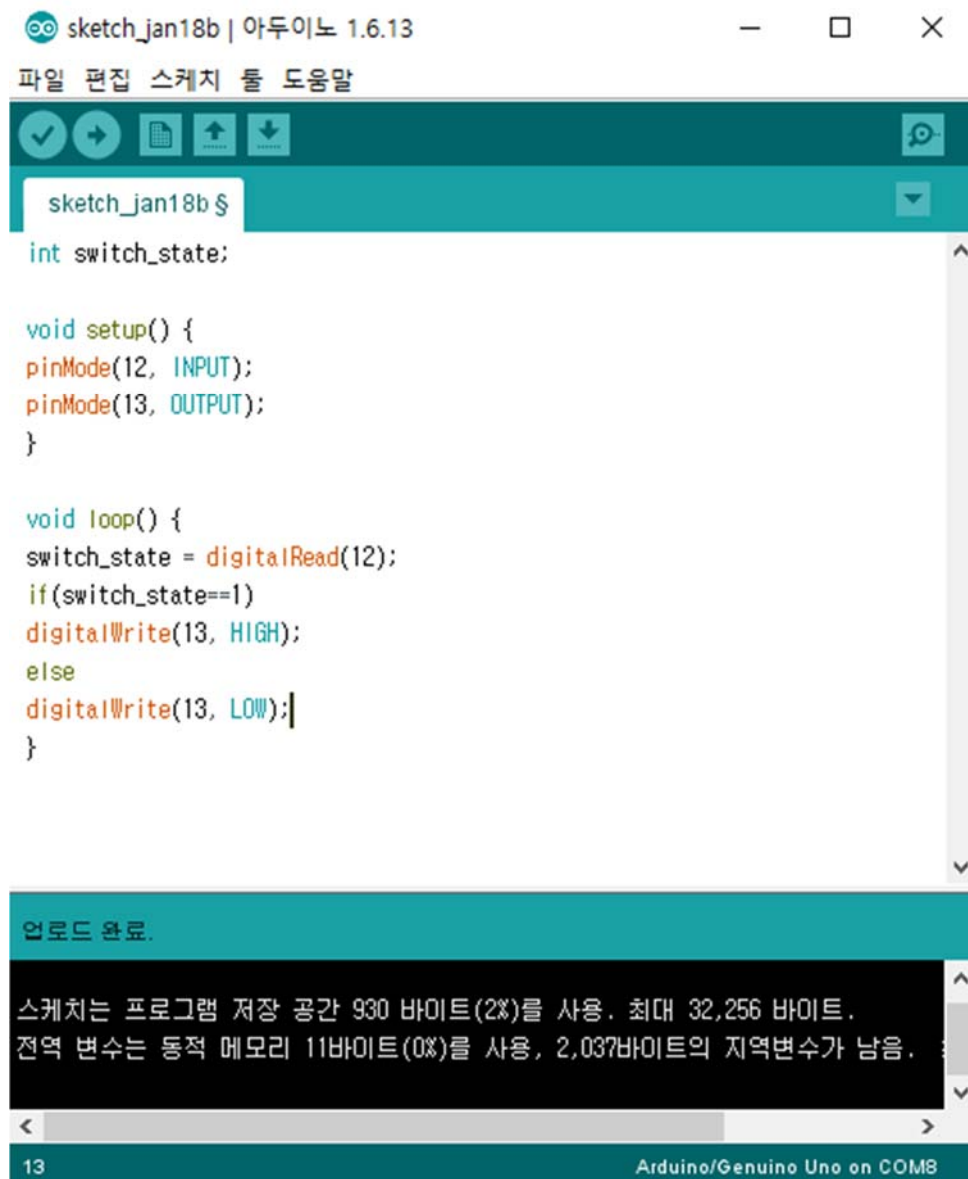 sketch_jan18b | 아두이노 1.6.13
파일 편집 스케치 툴 도움말
sketch_jan18b §
int switch_state;
void setup() {
pinMode(12, INPUT);
pinMode(13, OUTPUT);
}
void loop() {
switch_state = digitalRead(12);
if(switch_state==1)
digitalWrite(13, HIGH);
else
digitalWrite(13, LOW);
}
업로드 완료.
스케치는 프로그램 저장 공간 930 바이트(2%)를 사용. 최대 32,256 바이트.
전역 변수는 동적 메모리 11바이트(0%)를 사용, 2,037바이트의 지역변수가 남음.
13
Arduino/Genuino Uno on COM8